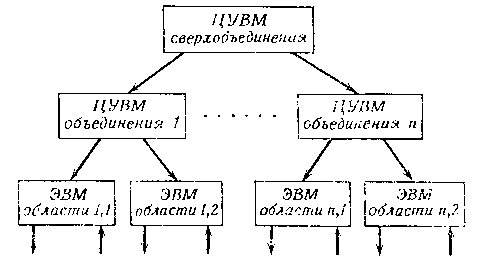 ЦУВМ
сверхобъединения
ЦУВМ
объединения 1
ЦУВМ
объединения n
ЭВМ
области 1,1
ЭВМ
области 1,2
ЭВМ
области n,1
ЭВМ
области n,2